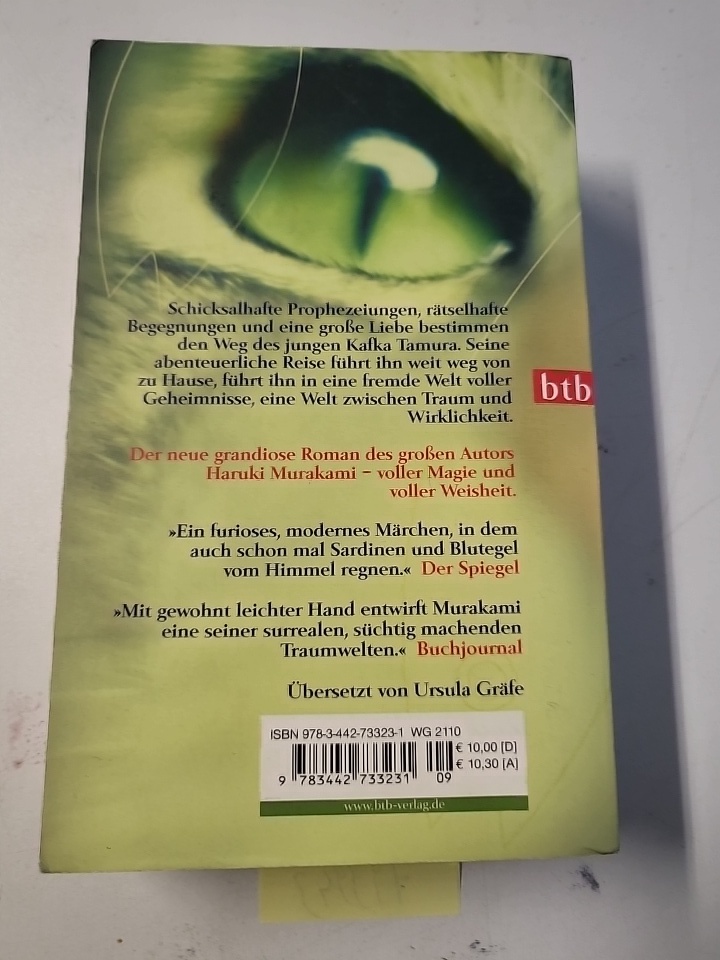 Schicksalhafte Prophezeiungen, rätselhafte
Begegnungen und eine große Liebe bestimmen
den Weg des jungen Kafka Tamura. Seine
abenteuerliche Reise führt ihn weit weg von
zu Hause, führt ihn in eine fremde Welt voller
Geheimnisse, eine Welt zwischen Traum und
Wirklichkeit.
btb
Der neue grandiose Roman des großen Autors
Haruki Murakami – voller Magie und
voller Weisheit.
»Ein furioses, modernes Märchen, in dem
auch schon mal Sardinen und Blutegel
vom Himmel regnen.« Der Spiegel
»Mit gewohnt leichter Hand entwirft Murakami
eine seiner surrealen, süchtig machenden
Traumwelten.« Buchjournal
Übersetzt von Ursula Gräfe
ISBN 978-3-442-73323-1 WG 2110
€ 10,00 [D]
€ 10,30 [A]
9 783442 733231 09
www.btb-verlag.de